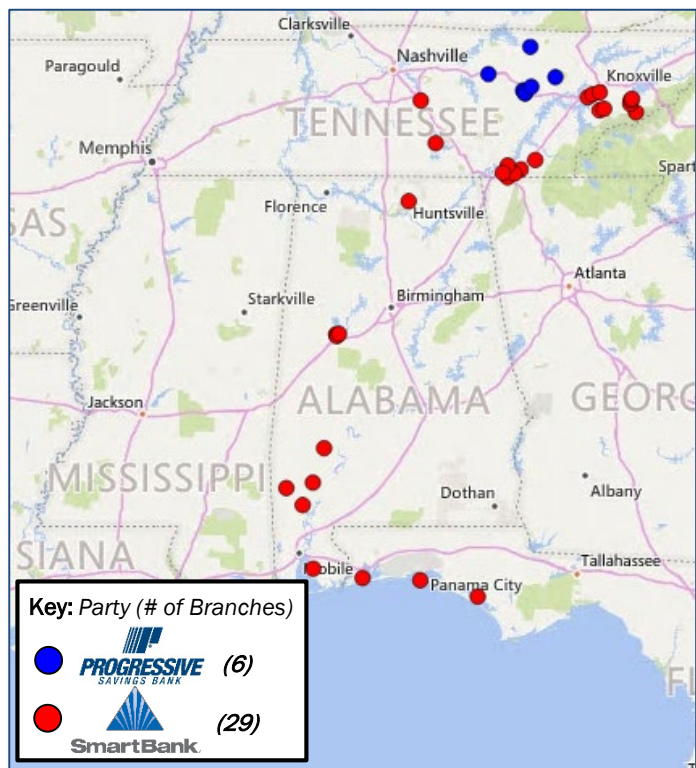 Clarksville
Nashville
Paragould
Knoxville
TENNESSEE
Memphis
Spart
Florence
Huntsville
SAS
Atlanta
Starkville
Birmingham
Greenville
Jackson
ALABAMA
GEORG
MISSISSIPPI
Dothan
Albany
SIANA
Tallahassee
Mobile
Panama City
Key: Party (# of Branches)
PROGRESSIVE (6)
SAVINGS BANK
(29)
SmartBank
FL